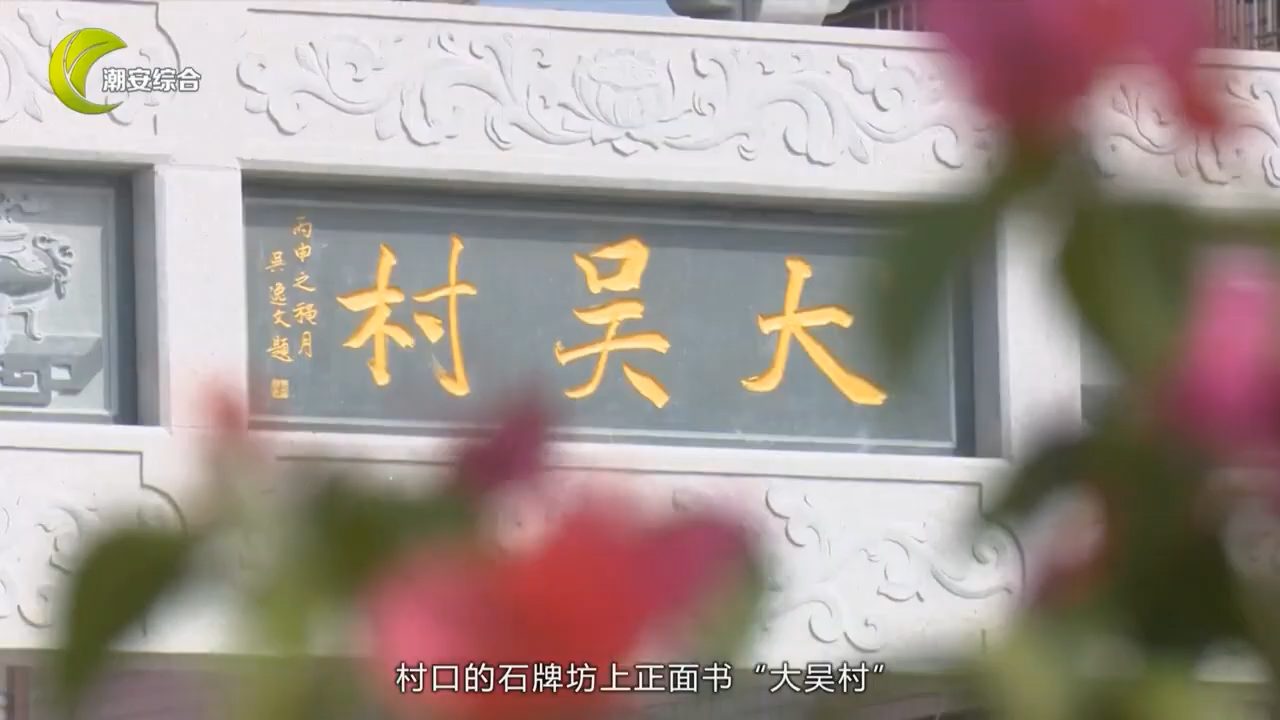 潮安综合
大吴村
丙申之穐月
吴逸文题
村口的石牌坊上正面书“大吴村”